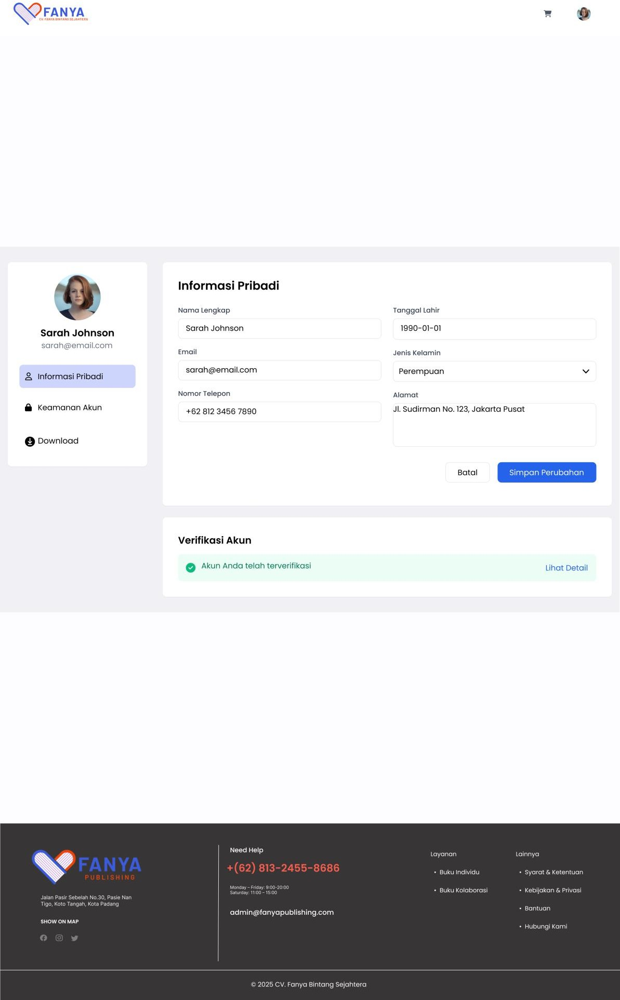 FANYA
CV. FANYA BINTANG SEJAHTERA
Sarah Johnson
sarah@email.com
Informasi Pribadi
Keamanan Akun
Download
Informasi Pribadi
Nama Lengkap
Sarah Johnson
Email
sarah@email.com
Nomor Telepon
+62 812 3456 7890
Tanggal Lahir
1990-01-01
Jenis Kelamin
Perempuan
Alamat
Jl. Sudirman No. 123, Jakarta Pusat
Batal
Simpan Perubahan
Verifikasi Akun
Akun Anda telah terverifikasi
Lihat Detail
FANYA
PUBLISHING
Jalan Pasir Sebelah No.30, Pasie Nan
Tigo, Koto Tangah, Kota Padang
SHOW ON MAP
Need Help
+(62) 813-2455-8686
Monday – Friday: 9:00-20:00
Saturday: 11:00 – 15:00
admin@fanyapublishing.com
Layanan
• Buku Individu
• Buku Kolaborasi
Lainnya
• Syarat & Ketentuan
• Kebijakan & Privasi
• Bantuan
• Hubungi Kami
© 2025 CV. Fanya Bintang Sejahtera